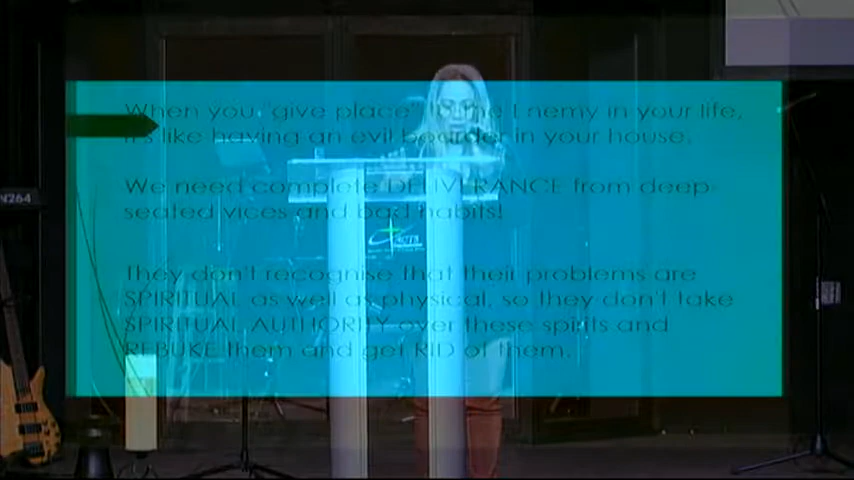 When you "give place" to the Enemy in your life,
it's like having an evil boarder in your house.
We need complete DELIVERANCE from deep-
seated vices and bad habits!
They don't recognise that their problems are
SPIRITUAL as well as physical, so they don't take
SPIRITUAL AUTHORITY over these spirits and
REBUKE them and get RID of them.
N264
ACTS